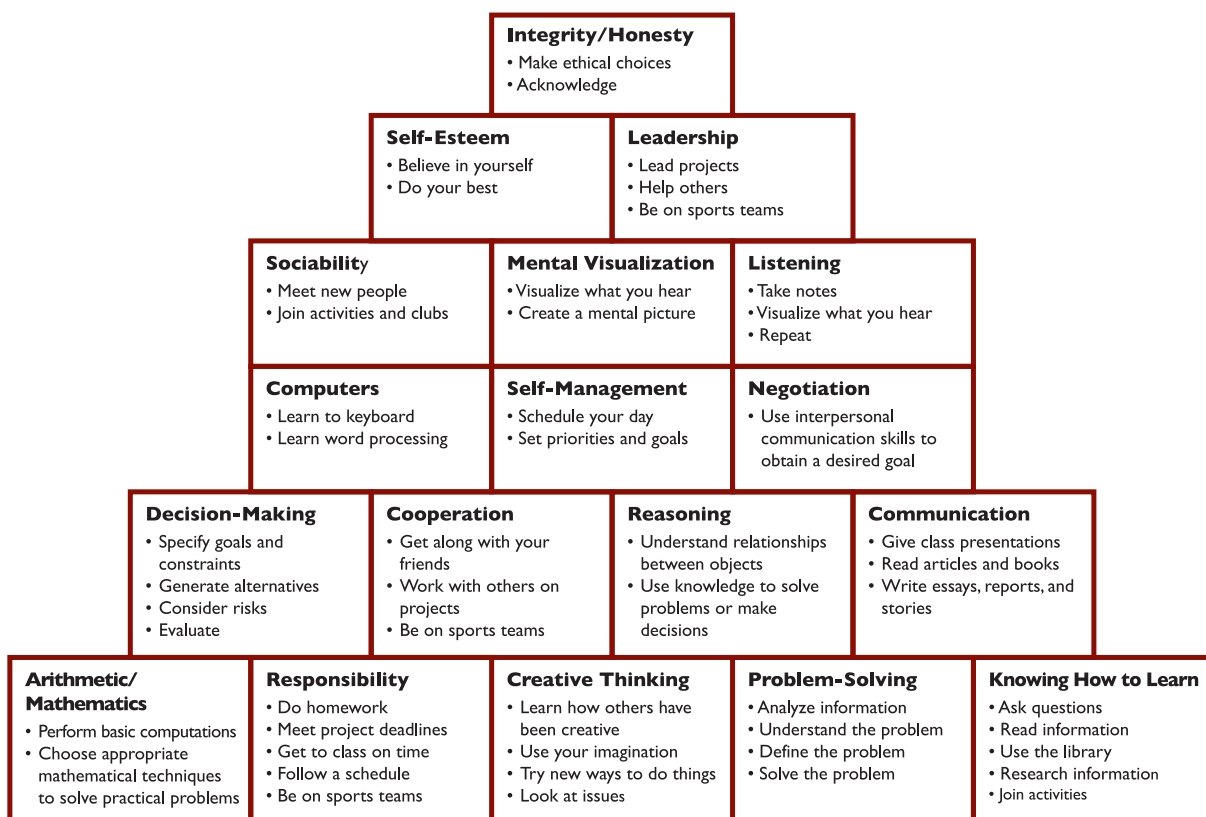 Integrity/Honesty
• Make ethical choices
• Acknowledge
Self-Esteem
• Believe in yourself
• Do your best
Leadership
• Lead projects
• Help others
• Be on sports teams
Sociability
• Meet new people
• Join activities and clubs
Mental Visualization
• Visualize what you hear
• Create a mental picture
Listening
• Take notes
• Visualize what you hear
• Repeat
Computers
• Learn to keyboard
• Learn word processing
Self-Management
• Schedule your day
• Set priorities and goals
Negotiation
• Use interpersonal
communication skills to
obtain a desired goal
Decision-Making
• Specify goals and
constraints
• Generate alternatives
• Consider risks
• Evaluate
Cooperation
• Get along with your
friends
• Work with others on
projects
• Be on sports teams
Reasoning
• Understand relationships
between objects
• Use knowledge to solve
problems or make
decisions
Communication
• Give class presentations
• Read articles and books
• Write essays, reports, and
stories
Arithmetic/
Mathematics
• Perform basic computations
• Choose appropriate
mathematical techniques
to solve practical problems
Responsibility
• Do homework
• Meet project deadlines
• Get to class on time
• Follow a schedule
• Be on sports teams
Creative Thinking
• Learn how others have
been creative
• Use your imagination
• Try new ways to do things
• Look at issues
Problem-Solving
• Analyze information
• Understand the problem
• Define the problem
• Solve the problem
Knowing How to Learn
• Ask questions
• Read information
• Use the library
• Research information
• Join activities